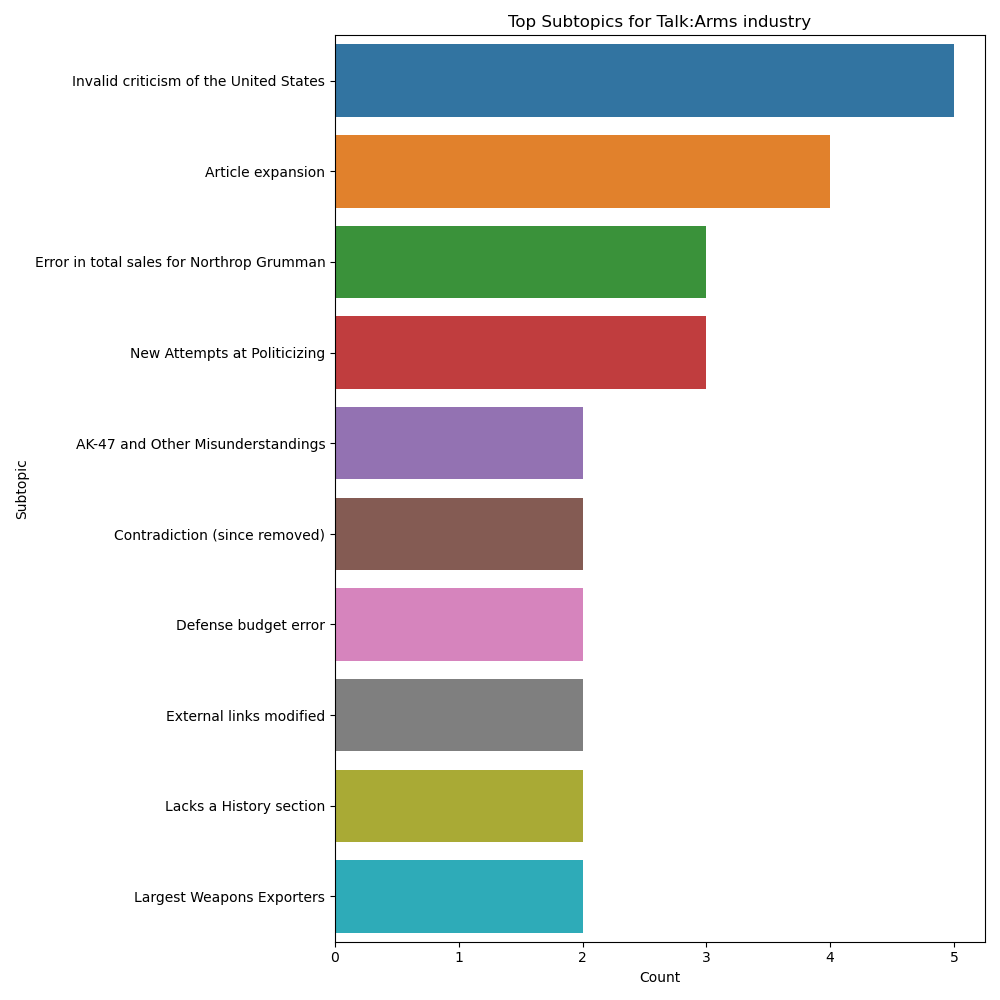 Top Subtopics for Talk:Arms industry
Invalid criticism of the United States
Article expansion
Error in total sales for Northrop Grumman
New Attempts at Politicizing
AK-47 and Other Misunderstandings
Contradiction (since removed)
Defense budget error
External links modified
Lacks a History section
Largest Weapons Exporters
Subtopic
0 1 2 3 4 5
Count